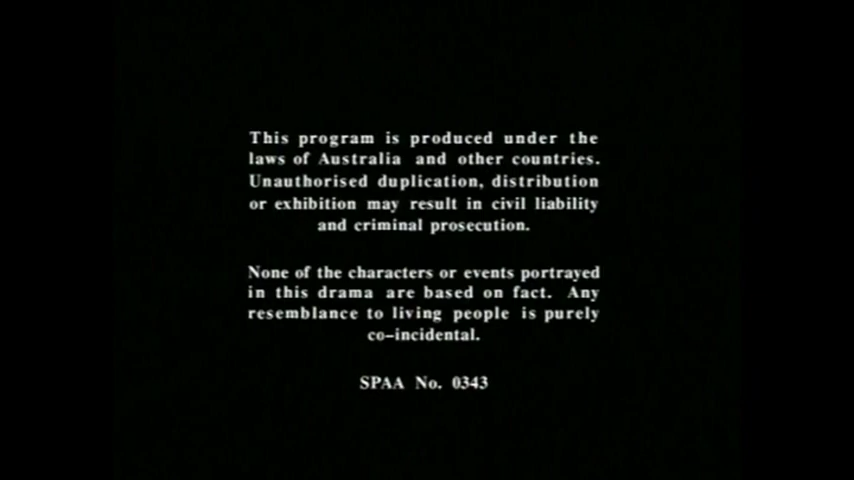 This program is produced under the
laws of Australia and other countries.
Unauthorised duplication, distribution
or exhibition may result in civil liability
and criminal prosecution.
None of the characters or events portrayed
in this drama are based on fact. Any
resemblance to living people is purely
co-incidental.
SPAA No. 0343